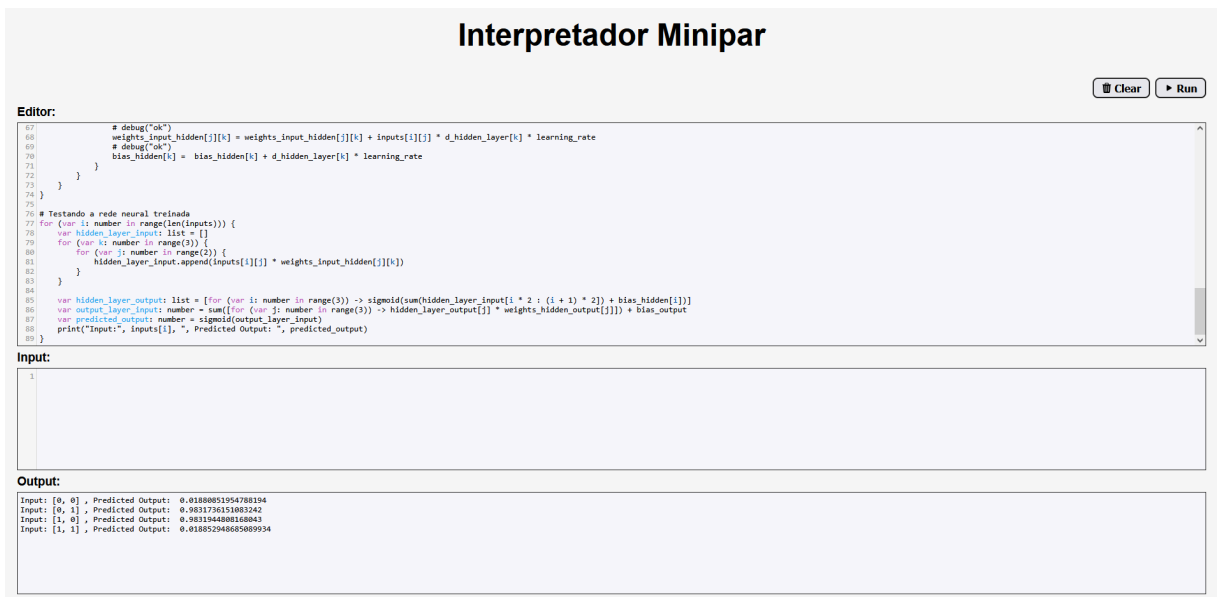 Interpretador Minipar
Clear
Run
Editor:
67                 # debug("ok")
68                 weights_input_hidden[j][k] = weights_input_hidden[j][k] + inputs[i][j] * d_hidden_layer[k] * learning_rate
69                 # debug("ok")
70                 bias_hidden[k] =  bias_hidden[k] + d_hidden_layer[k] * learning_rate
71             }
72         }
73     }
74 }
75
76 # Testando a rede neural treinada
77 for (var i: number in range(len(inputs))) {
78     var hidden_layer_input: list = []
79     for (var k: number in range(3)) {
80         for (var j: number in range(2)) {
81             hidden_layer_input.append(inputs[i][j] * weights_input_hidden[j][k])
82         }
83     }
84
85     var hidden_layer_output: list = [for (var i: number in range(3)) -> sigmoid(sum(hidden_layer_input[i * 2 : (i + 1) * 2]) + bias_hidden[i])]
86     var output_layer_input: number = sum([for (var j: number in range(3)) -> hidden_layer_output[j] * weights_hidden_output[j]]) + bias_output
87     var predicted_output: number = sigmoid(output_layer_input)
88     print("Input:", inputs[i], ", Predicted Output: ", predicted_output)
89 }
Input:
1
Output:
Input: [0, 0] , Predicted Output:  0.01880851954788194
Input: [0, 1] , Predicted Output:  0.9831736151083242
Input: [1, 0] , Predicted Output:  0.9831944808168043
Input: [1, 1] , Predicted Output:  0.018852948685089934